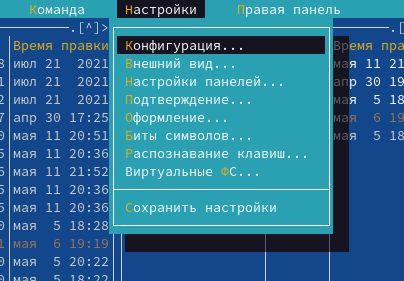 Команда Настройки Правая панель
.[^]>
Время правки
июл 21 2021
июл 21 2021
июл 21 2021
апр 30 17:25
мая 11 20:51
мая 11 20:36
мая 11 21:52
мая 11 20:36
мая 11 20:36
мая 5 18:28
мая 6 19:19
мая 5 20:22
мая 5 18:22
Конфигурация...
Внешний вид...
Настройки панелей...
Подтверждение...
Оформление...
Биты символов...
Распознавание клавиш...
Виртуальные ФС...
Сохранить настройки
.[
Время прав
мая 11 21
апр 30 19
мая 5 18
мая 6 19
мая 5 18